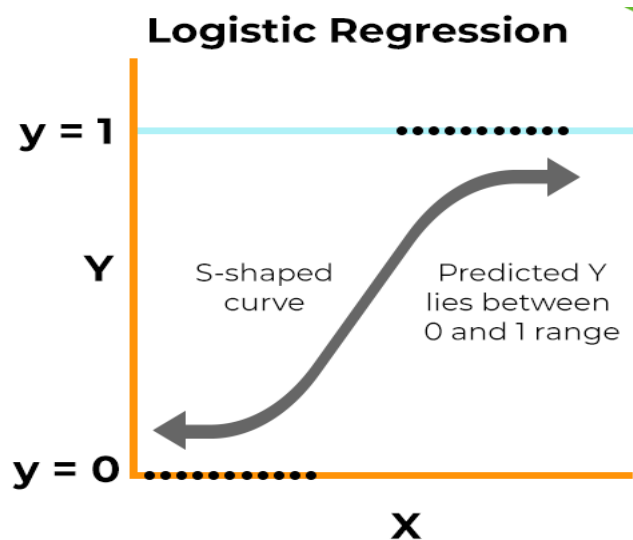 Logistic Regression
y = 1
Y
S-shaped
curve
Predicted Y
lies between
0 and 1 range
y = 0
X